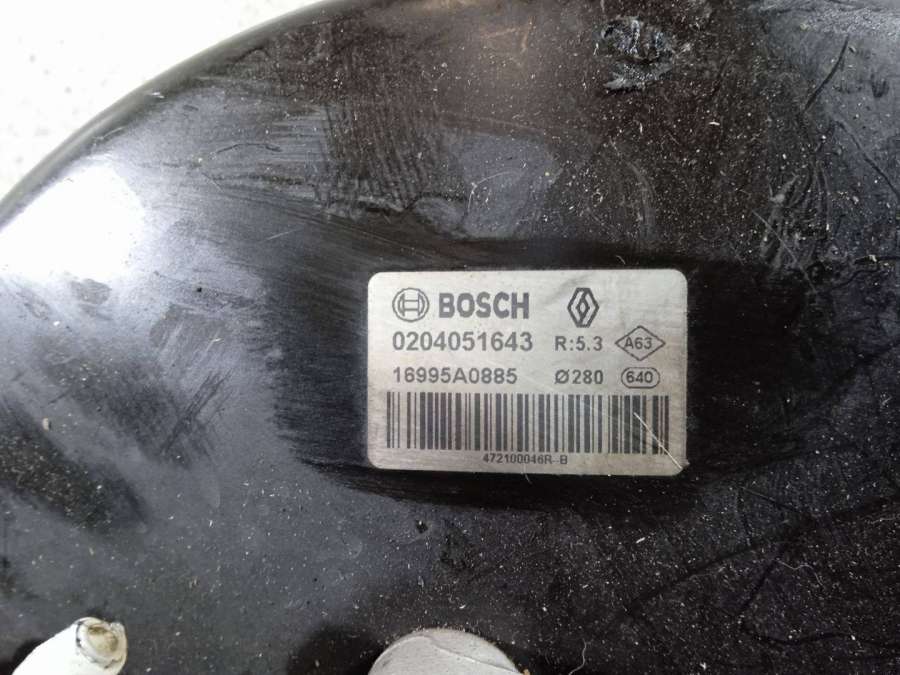 BOSCH
0204051643 R:5.3 A63
16995A0885 Ø280 640
472100046R--B